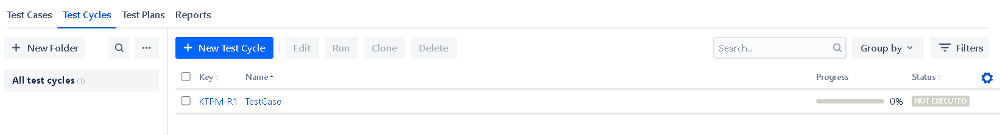 Test Cases Test Cycles Test Plans Reports
New Folder ... New Test Cycle Edit Run Clone Delete Search... Group by Filters
All test cycles (1)
Key Name Progress Status
KTPM-R1 TestCase 0% NOT EXECUTED